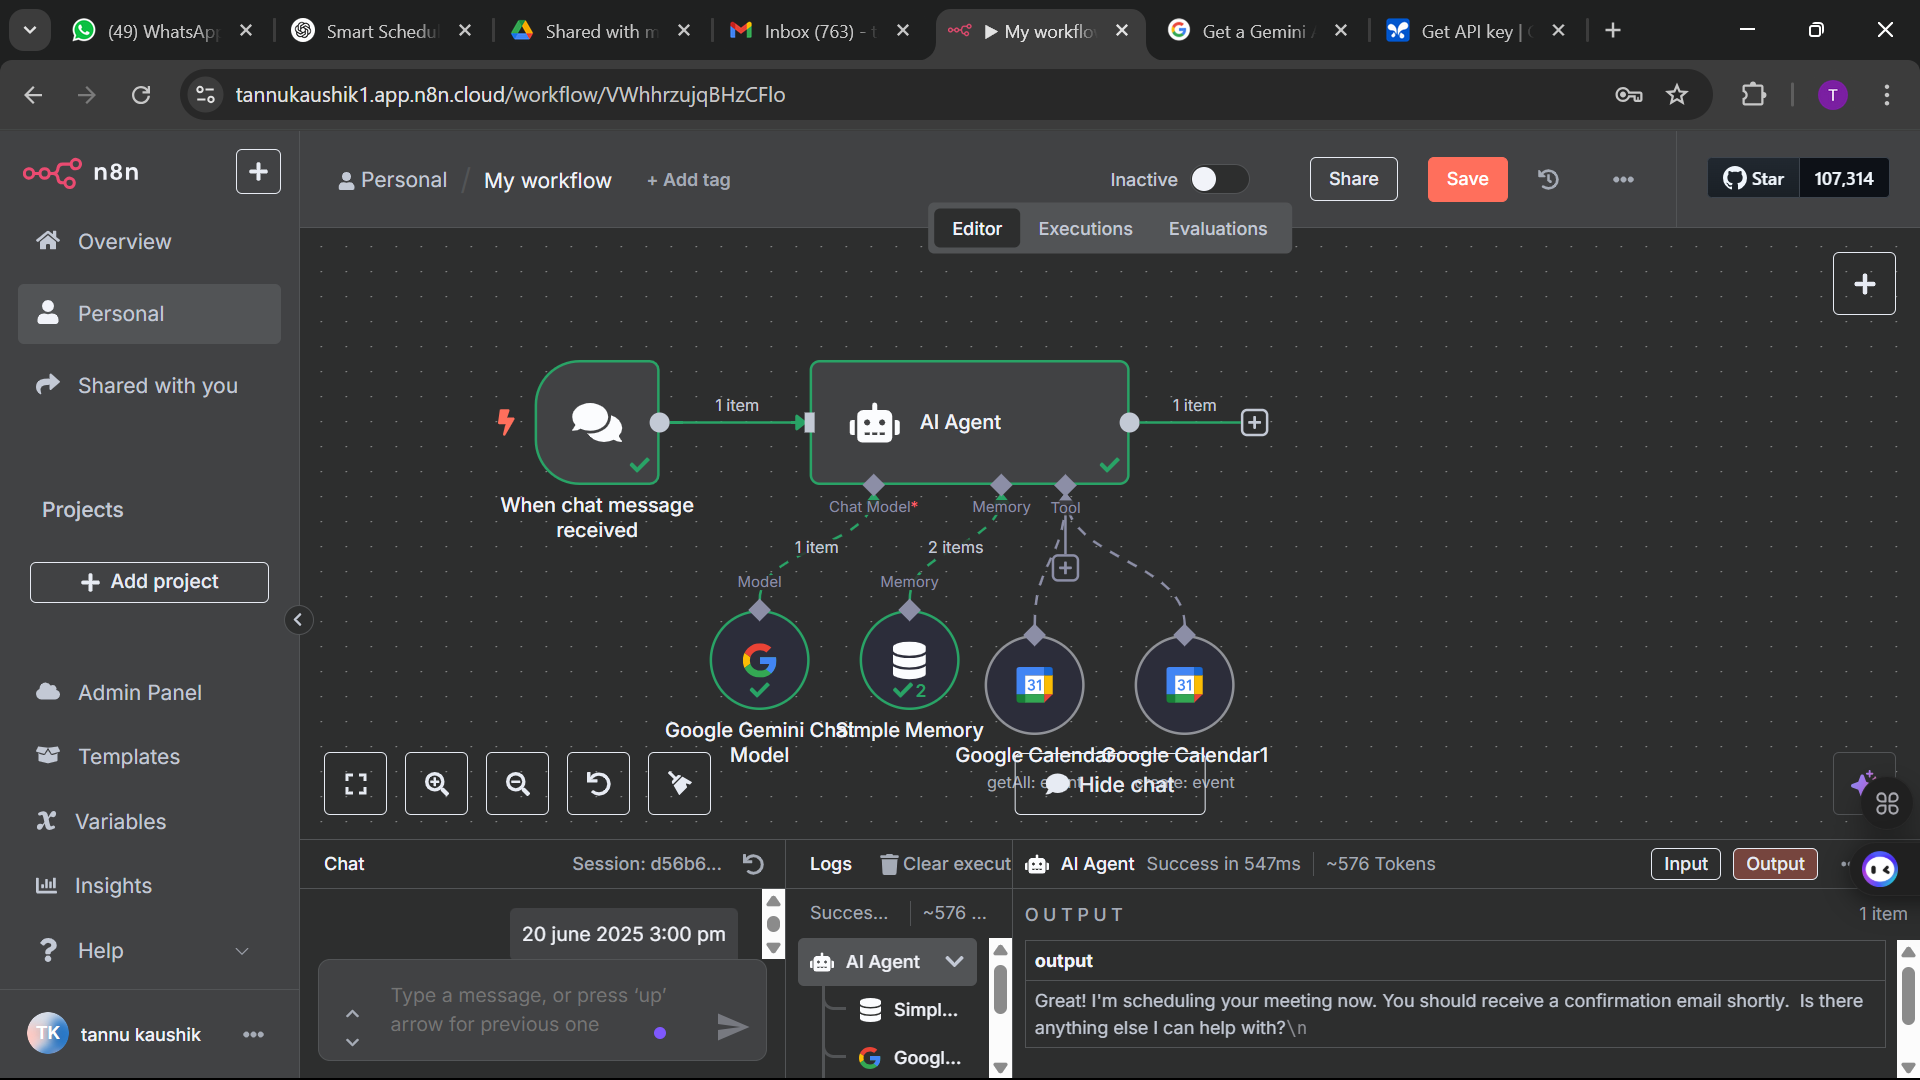 (49) WhatsApp
Smart Schedul
Shared with m
Inbox (763) - t
My workflo
Get a Gemini A
Get API key | G
tannukaushik1.app.n8n.cloud/workflow/VWhhrzujqBHzCFlo
T
n8n
Personal / My workflow + Add tag
Inactive
Share
Save
Star 107,314
Editor Executions Evaluations
Overview
Personal
Shared with you
Projects
+ Add project
Admin Panel
Templates
Variables
Insights
Help
TK tannu kaushik
1 item
AI Agent
1 item
When chat message
received
Chat Model*
Memory
Tool
1 item
2 items
Model
Memory
2
31
31
Google Gemini Chat
Model
Simple Memory
Google Calendar
getAll: event
Google Calendar1
create: event
Hide chat
Chat
Session: d56b6...
20 june 2025 3:00 pm
Type a message, or press ‘up’
arrow for previous one
Logs
Clear execut
Succes... ~576 ...
AI Agent
Simpl...
Googl...
AI Agent Success in 547ms ~576 Tokens
Input
Output
OUTPUT
1 item
output
Great! I'm scheduling your meeting now. You should receive a confirmation email shortly. Is there
anything else I can help with?\n